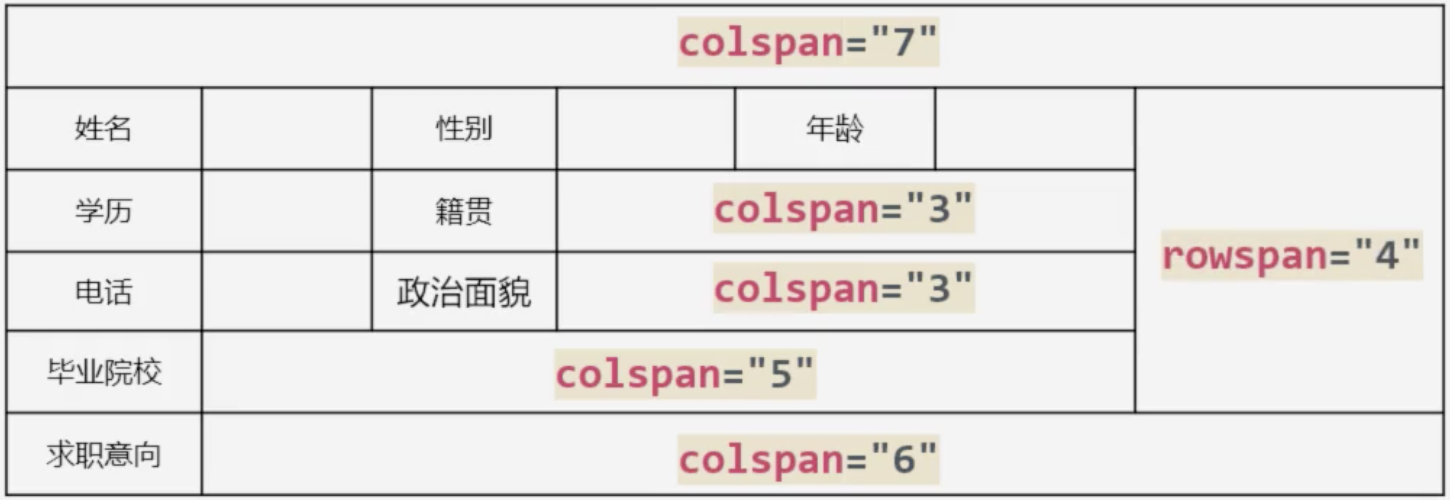 colspan="7"
姓名 性别 年龄
学历 籍贯 colspan="3"
rowspan="4"
电话 政治面貌 colspan="3"
毕业院校 colspan="5"
求职意向 colspan="6"